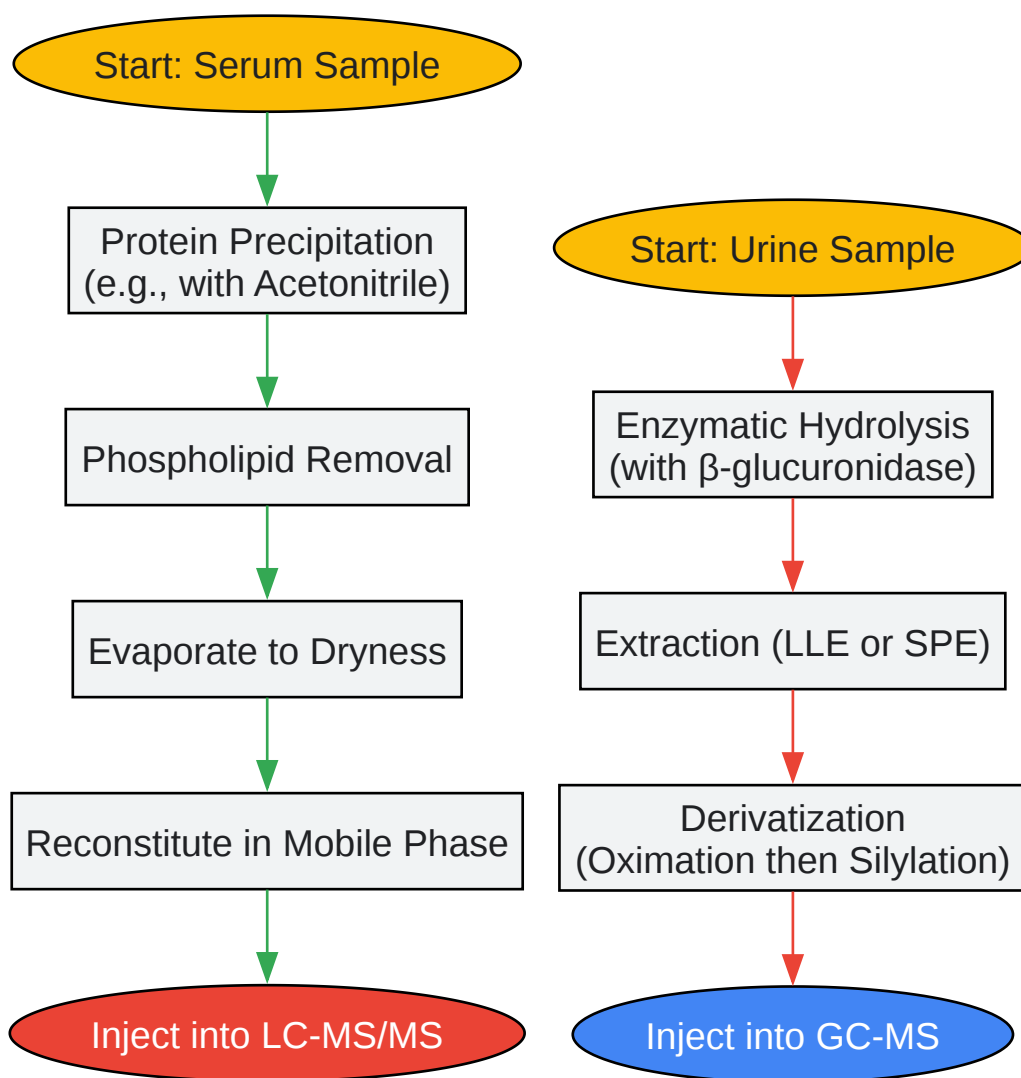 Start: Serum Sample
Protein Precipitation
(e.g., with Acetonitrile)
Phospholipid Removal
Evaporate to Dryness
Reconstitute in Mobile Phase
Inject into LC-MS/MS
Start: Urine Sample
Enzymatic Hydrolysis
(with β-glucuronidase)
Extraction (LLE or SPE)
Derivatization
(Oximation then Silylation)
Inject into GC-MS